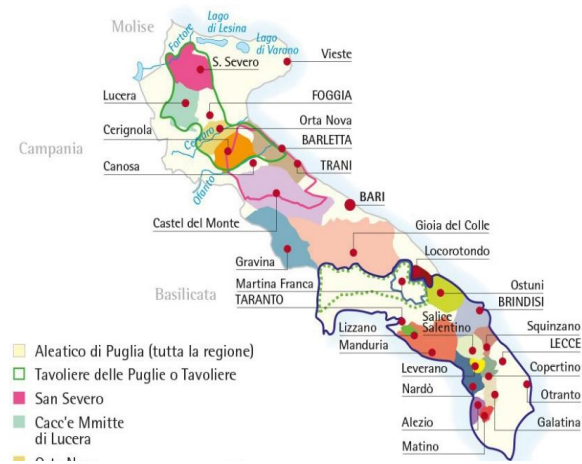 Molise
Fortore
Lago
di Lesina
Lago
di Varano
Vieste
S. Severo
Lucera
FOGGIA
Orta Nova
Cerignola
Cervaro
BARLETTA
Campania
Canosa
TRANI
Ofanto
BARI
Castel del Monte
Gioia del Colle
Gravina
Locorotondo
Basilicata
Martina Franca
TARANTO
Ostuni
BRINDISI
Lizzano
Salice
Salentino
Squinzano
Manduria
LECCE
Leverano
Copertino
Nardò
Otranto
Alezio
Galatina
Matino
Aleatico di Puglia (tutta la regione)
Tavoliere delle Puglie o Tavoliere
San Severo
Cacc'e Mmitte
di Lucera